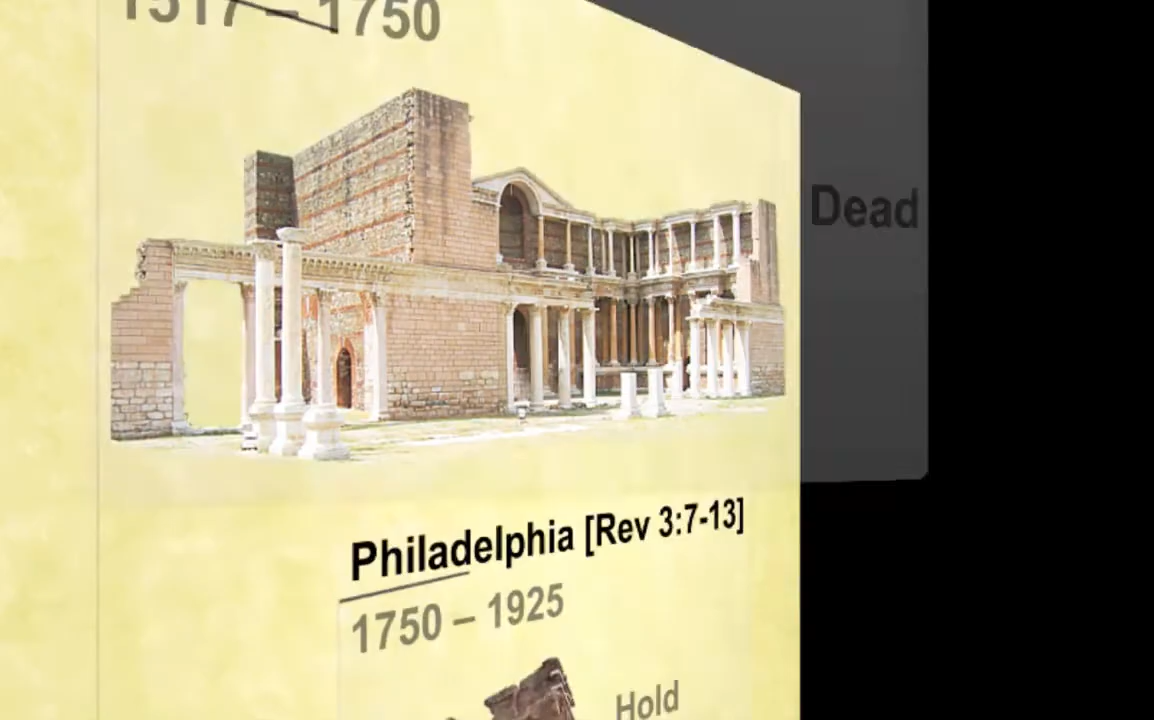 1517 – 1750
Dead
Philadelphia [Rev 3:7-13]
1750 – 1925
Hold